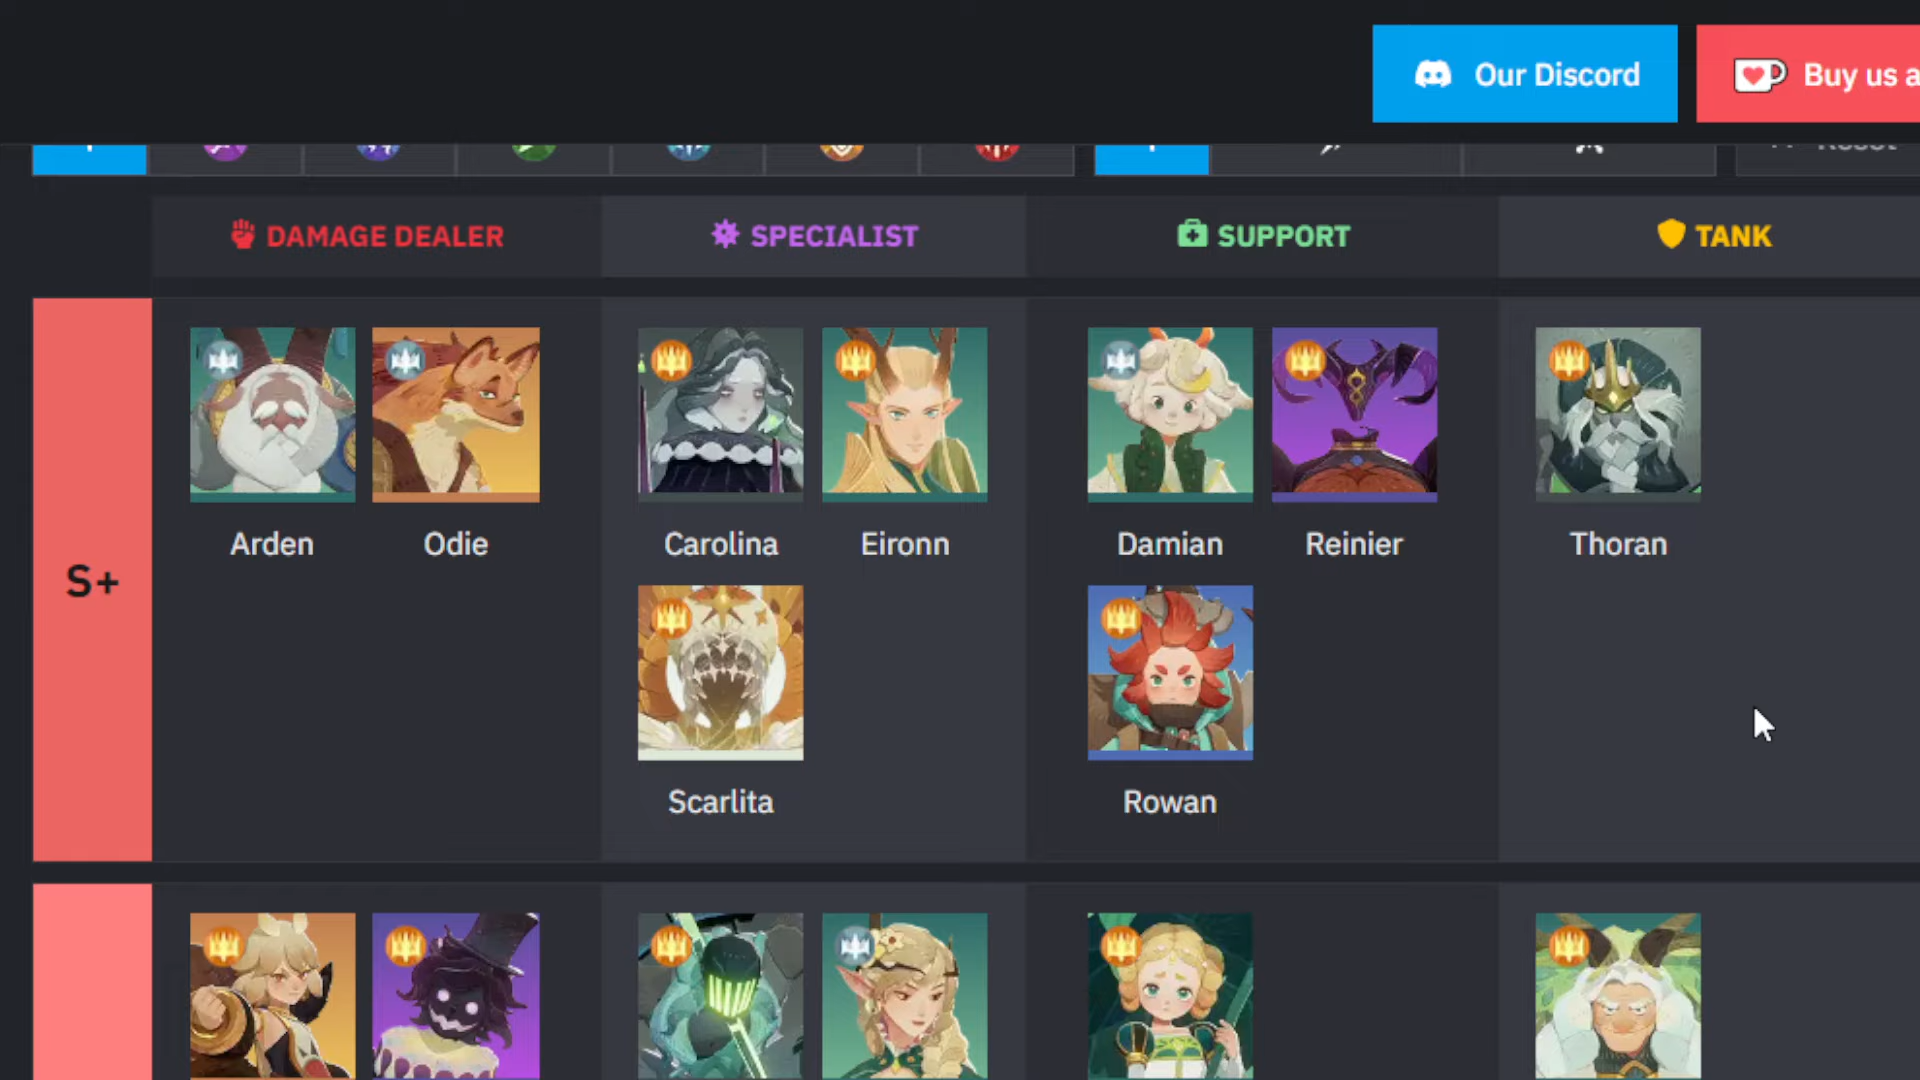 Our Discord
Buy us a
DAMAGE DEALER
SPECIALIST
SUPPORT
TANK
S+
Arden
Odie
Carolina
Eironn
Damian
Reinier
Thoran
Scarlita
Rowan